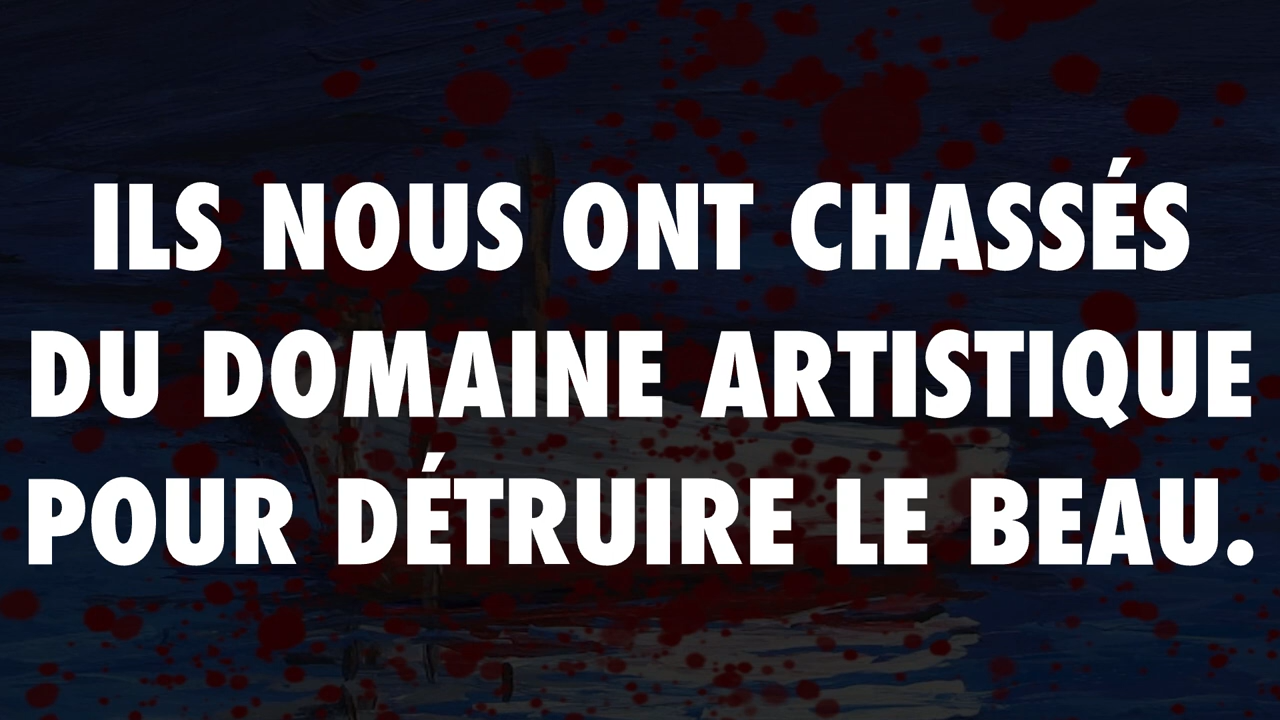 ILS NOUS ONT CHASSÉS
DU DOMAINE ARTISTIQUE
POUR DÉTRUIRE LE BEAU.